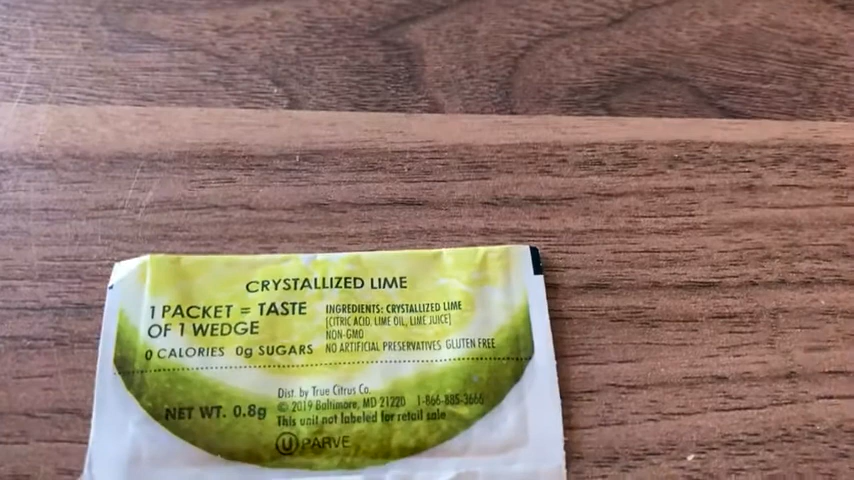 CRYSTALLIZED LIME
1 PACKET = TASTE
OF 1 WEDGE
0 CALORIES 0g SUGARS
INGREDIENTS: CRYSTALLIZED LIME
[CITRIC ACID, LIME OIL, LIME JUICE]
NON-GMO
NO ARTIFICIAL PRESERVATIVES GLUTEN FREE
NET WT. 0.8g
Dist. by True Citrus Co.
© 2019 Baltimore, MD 21220 1-866-885-3666
This unit not labeled for retail sale
U PARVE